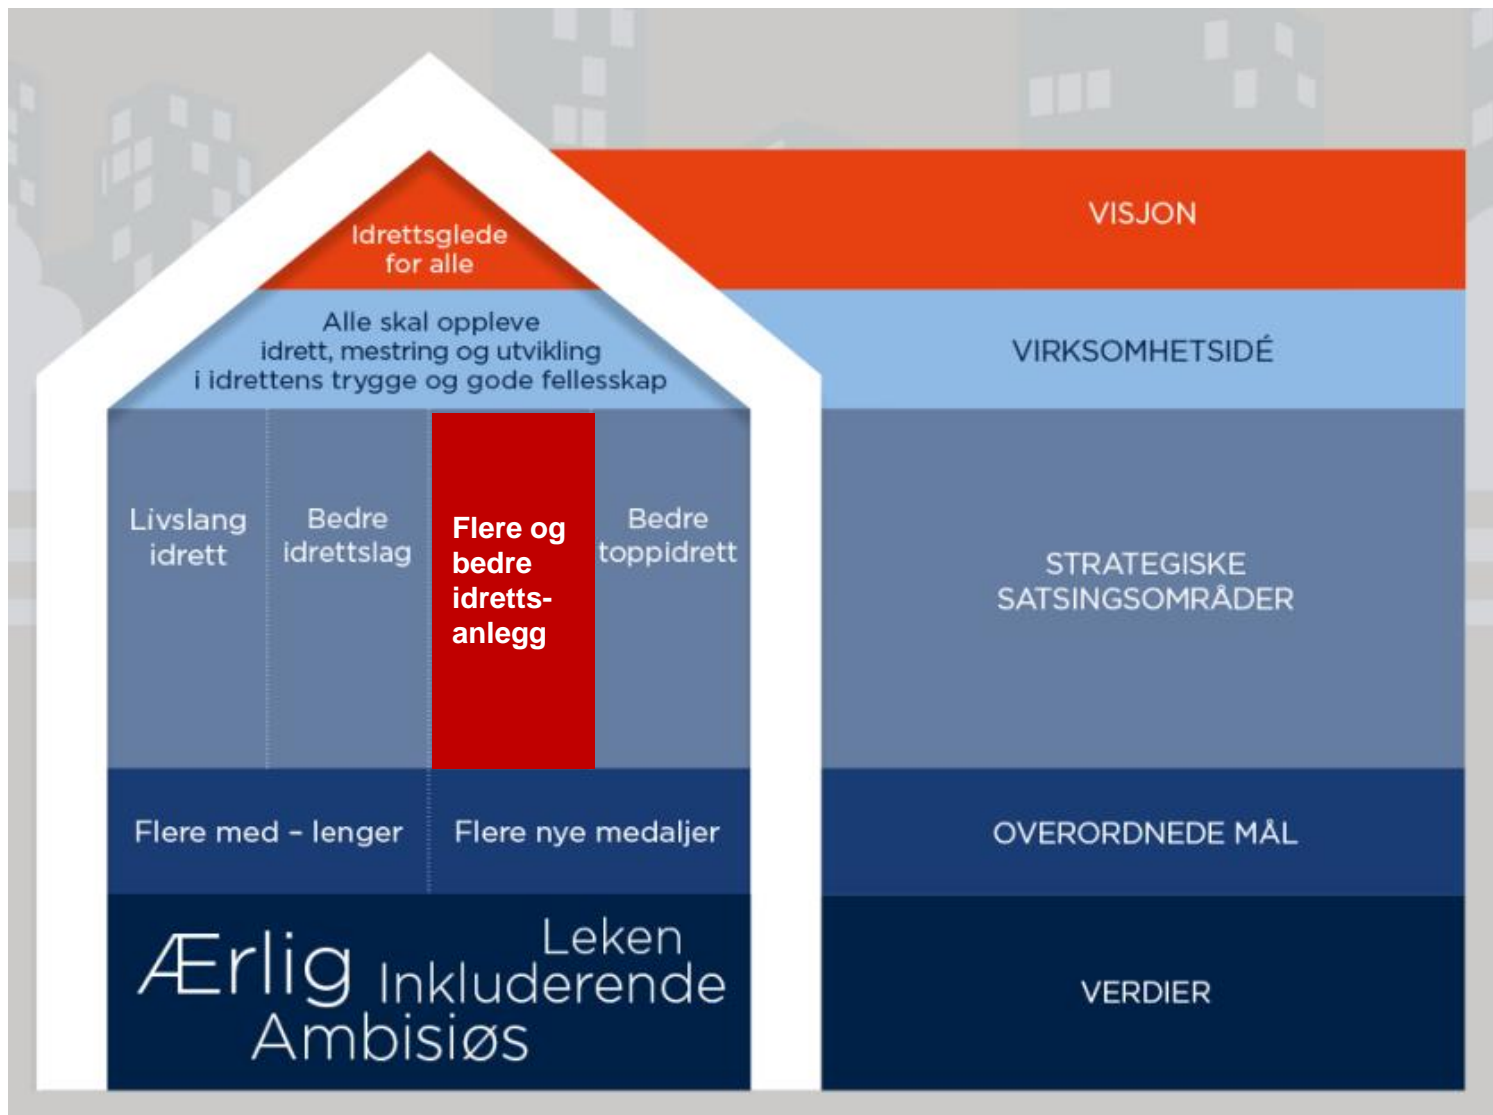 Idrettsglede
for alle
VISJON
Alle skal oppleve
idrett, mestring og utvikling
i idrettens trygge og gode fellesskap
VIRKSOMHETSIDÉ
Livslang
idrett
Bedre
idrettslag
Flere og
bedre
idretts-
anlegg
Bedre
toppidrett
STRATEGISKE
SATSINGSOMRÅDER
Flere med – lenger
Flere nye medaljer
OVERORDNEDE MÅL
Ærlig
Leken
Inkluderende
Ambisiøs
VERDIER